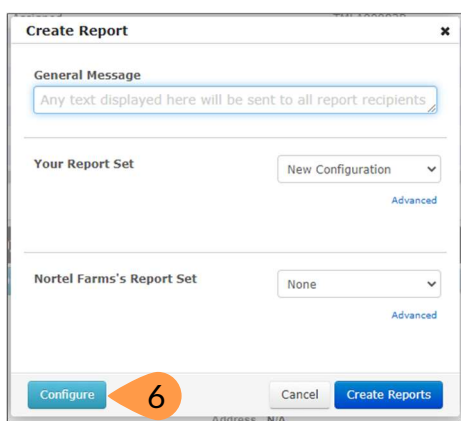 Create Report
×
General Message
Any text displayed here will be sent to all report recipients
Your Report Set
New Configuration
Advanced
Nortel Farms's Report Set
None
Advanced
Configure
6
Cancel
Create Reports
Address N/A